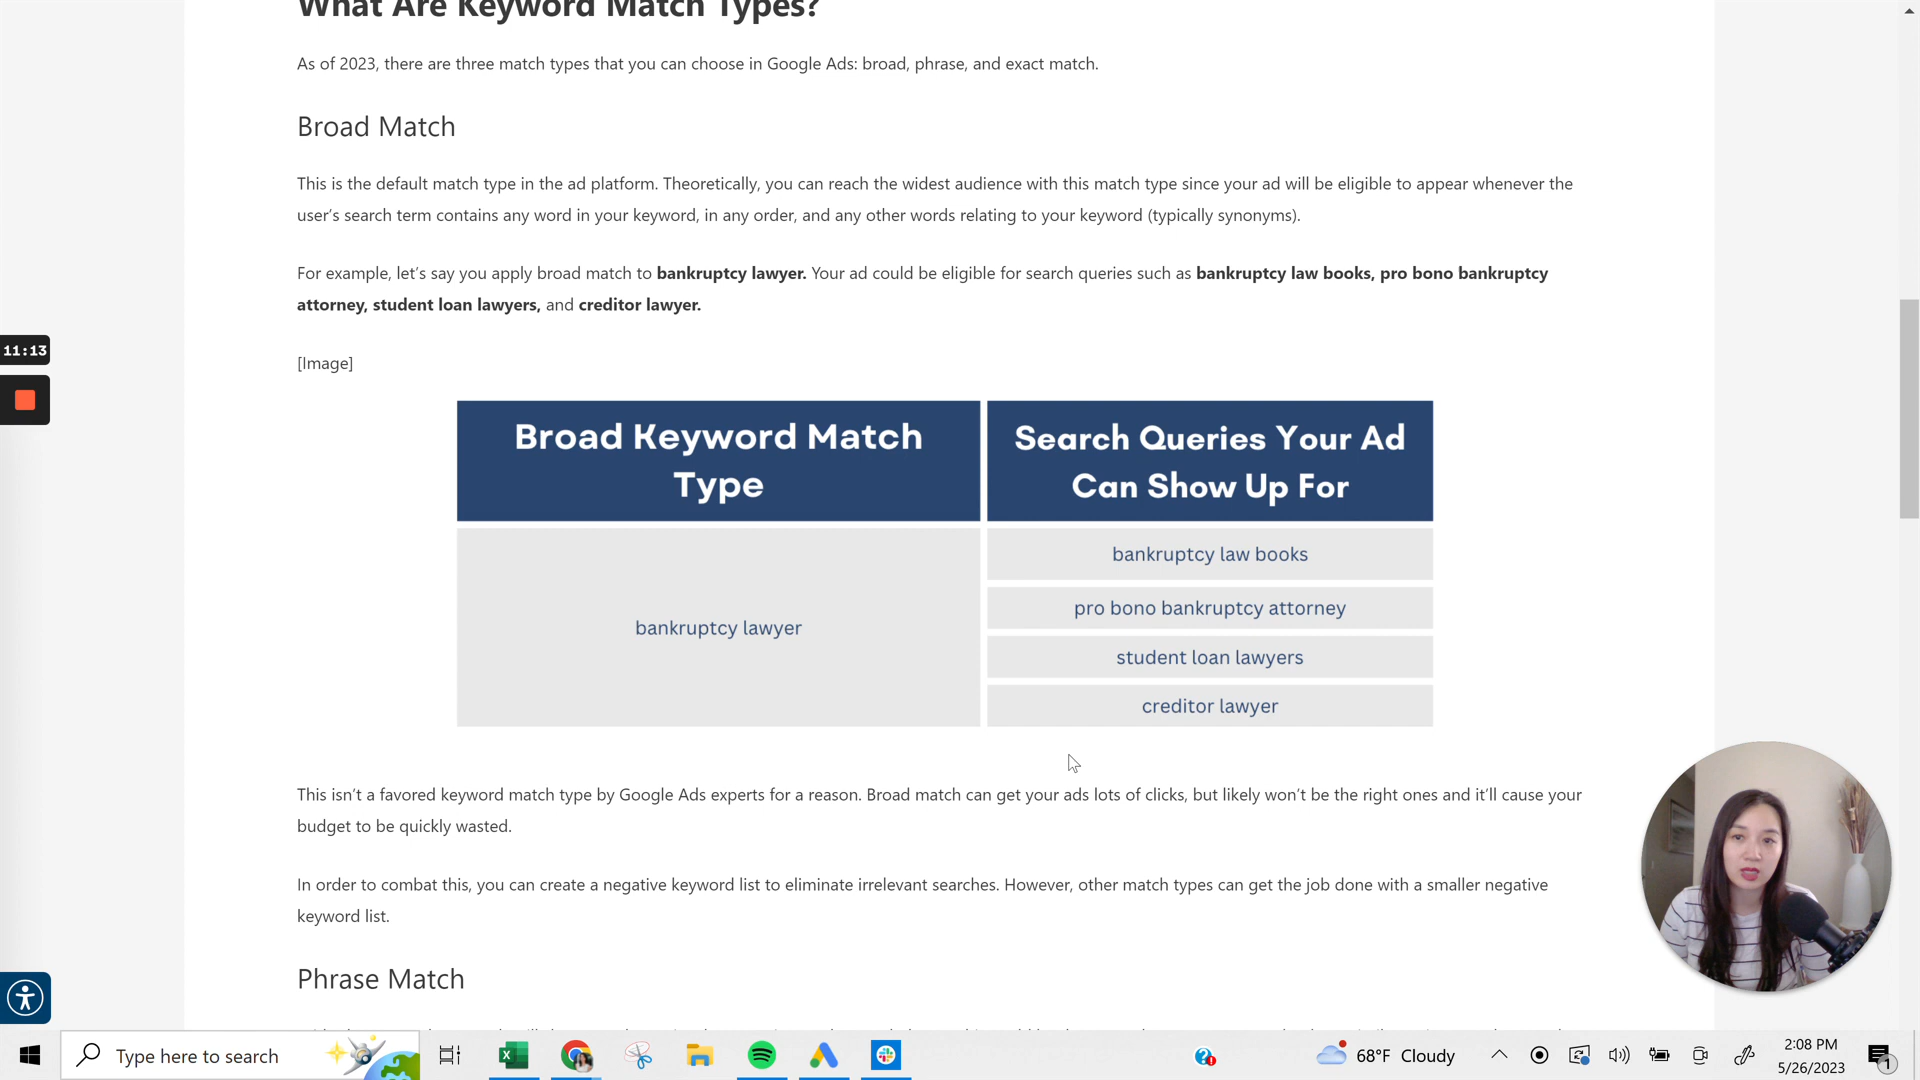 What Are Keyword Match Types?
As of 2023, there are three match types that you can choose in Google Ads: broad, phrase, and exact match.
Broad Match
This is the default match type in the ad platform. Theoretically, you can reach the widest audience with this match type since your ad will be eligible to appear whenever the
user’s search term contains any word in your keyword, in any order, and any other words relating to your keyword (typically synonyms).
For example, let’s say you apply broad match to bankruptcy lawyer. Your ad could be eligible for search queries such as bankruptcy law books, pro bono bankruptcy
attorney, student loan lawyers, and creditor lawyer.
11:13
[Image]
Broad Keyword Match
Type
Search Queries Your Ad
Can Show Up For
bankruptcy lawyer
bankruptcy law books
pro bono bankruptcy attorney
student loan lawyers
creditor lawyer
This isn’t a favored keyword match type by Google Ads experts for a reason. Broad match can get your ads lots of clicks, but likely won’t be the right ones and it’ll cause your
budget to be quickly wasted.
In order to combat this, you can create a negative keyword list to eliminate irrelevant searches. However, other match types can get the job done with a smaller negative
keyword list.
Phrase Match
Type here to search
68°F Cloudy
2:08 PM
5/26/2023
1